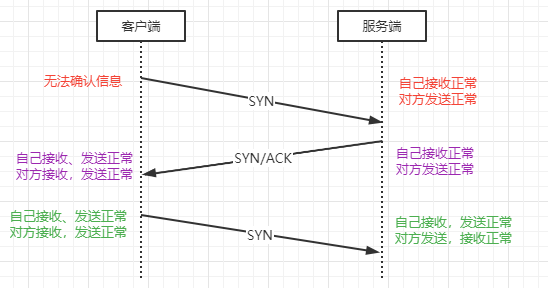 客户端
服务端
无法确认信息
SYN
自己接收正常
对方发送正常
SYN/ACK
自己接收、发送正常
对方接收，发送正常
自己接收正常
对方发送正常
自己接收、发送正常
对方接收，发送正常
SYN
自己接收，发送正常
对方发送，接收正常